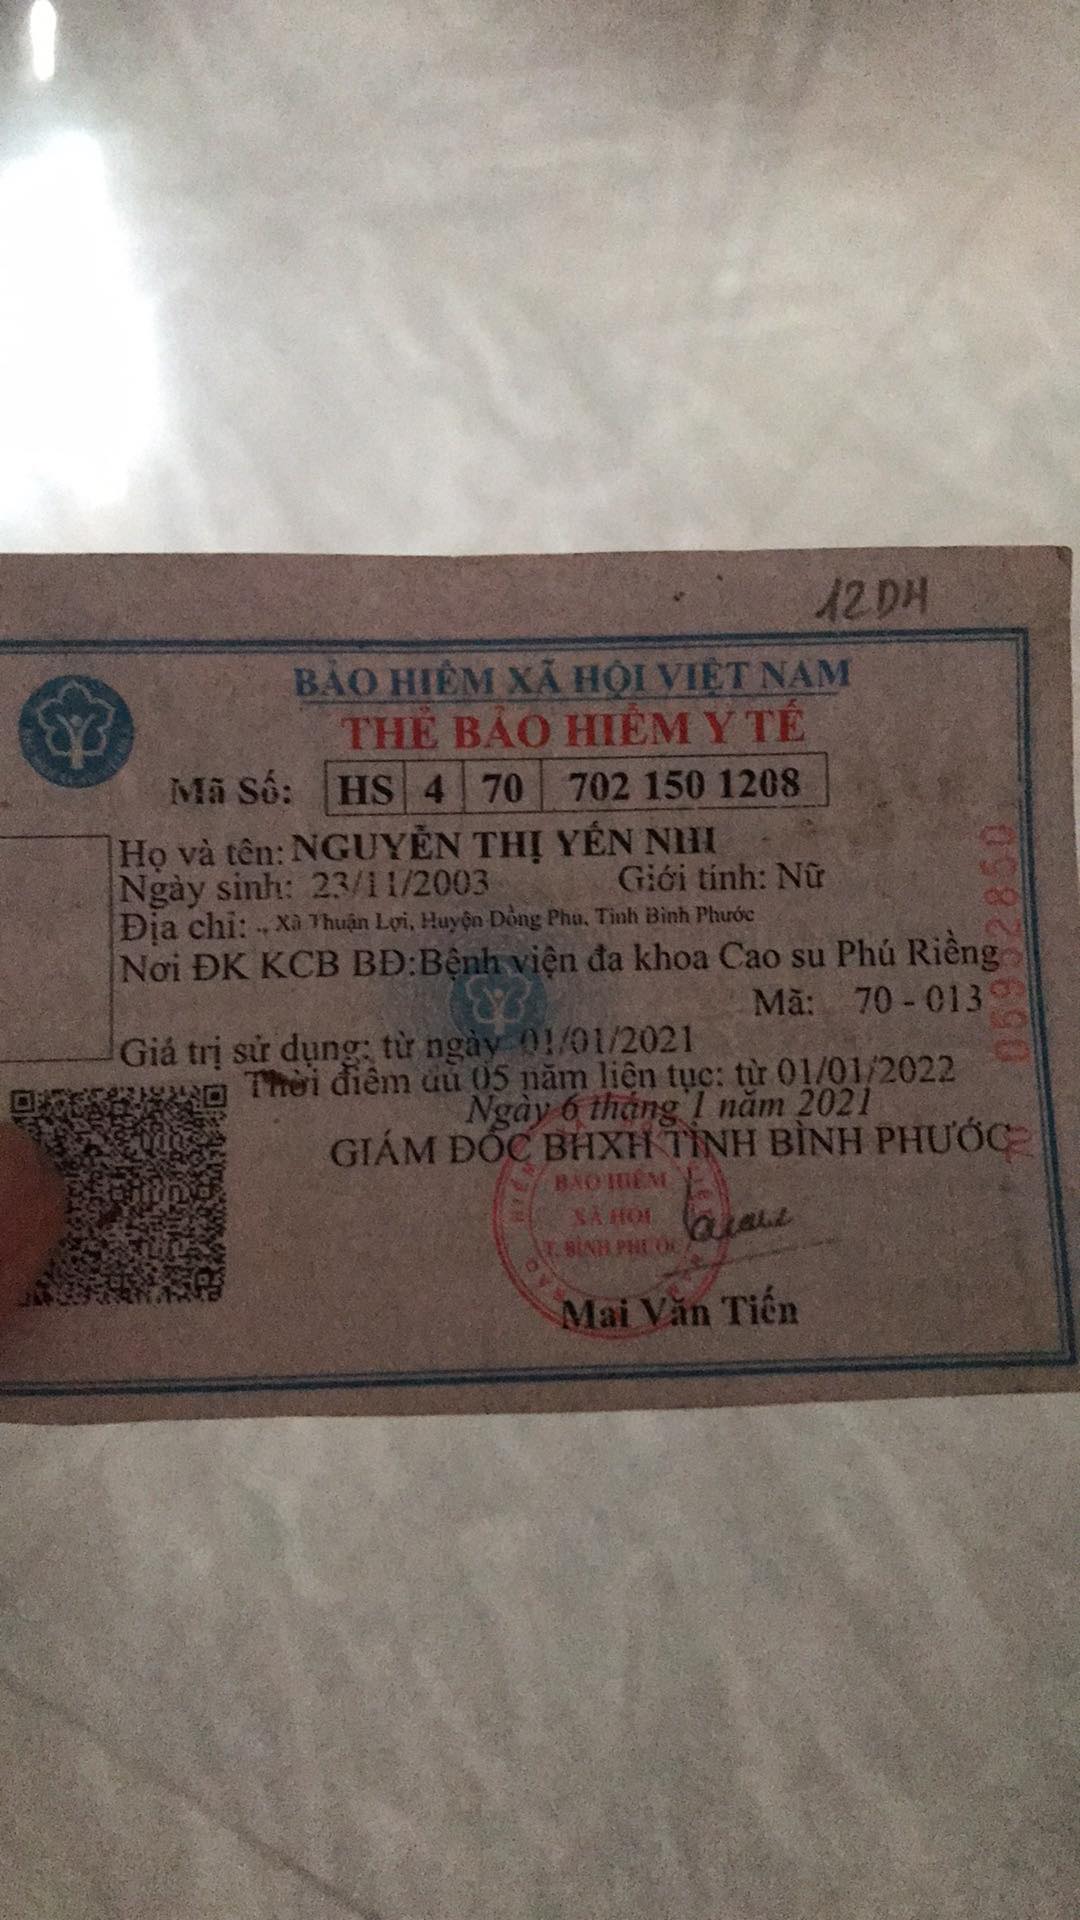 12DH
BẢO HIỂM XÃ HỘI VIỆT NAM
THẺ BẢO HIỂM Y TẾ
Mã Số: HS 4 70 702 150 1208
Họ và tên: NGUYỄN THỊ YẾN NHI
Ngày sinh: 23/11/2003 Giới tính: Nữ
Địa chỉ: ., Xã Thuận Lợi, Huyện Đồng Phú, Tỉnh Bình Phước
Nơi ĐK KCB BĐ: Bệnh viện đa khoa Cao su Phú Riềng
Mã: 70 - 013
Giá trị sử dụng: từ ngày 01/01/2021
Thời điểm đủ 05 năm liên tục: từ 01/01/2022
Ngày 6 tháng 1 năm 2021
GIÁM ĐỐC BHXH TỈNH BÌNH PHƯỚC
BẢO HIỂM
XÃ HỘI
T. BÌNH PHƯỚC
Mai Văn Tiến
70 059528 50